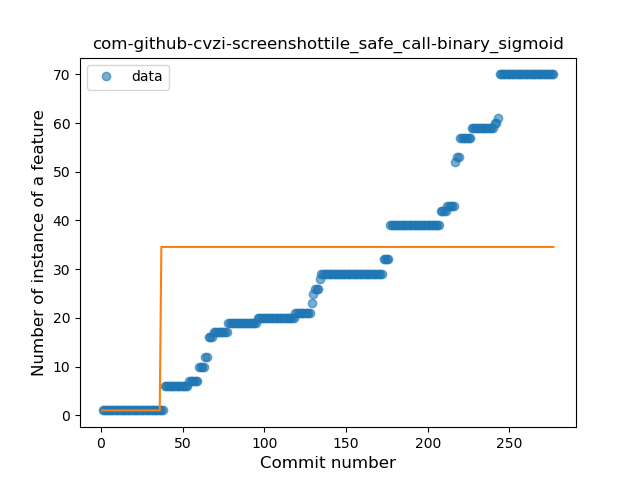 com-github-cvzi-screenshottile_safe_call-binary_sigmoid
data
Number of instance of a feature
70
60
50
40
30
20
10
0
0 50 100 150 200 250
Commit number